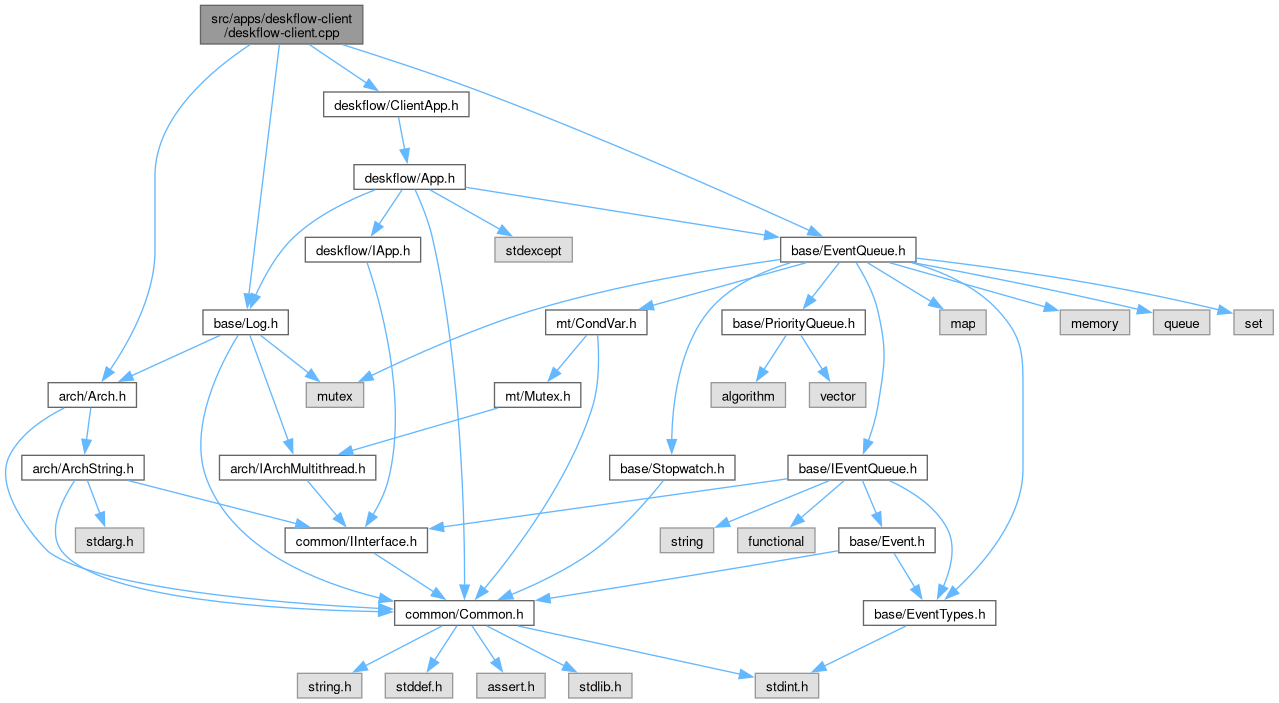 src/apps/deskflow-client
/deskflow-client.cpp
deskflow/ClientApp.h
deskflow/App.h
deskflow/IApp.h
stdexcept
base/EventQueue.h
base/Log.h
mt/CondVar.h
base/PriorityQueue.h
map
memory
queue
set
arch/Arch.h
mutex
mt/Mutex.h
algorithm
vector
arch/ArchString.h
arch/IArchMultithread.h
base/Stopwatch.h
base/IEventQueue.h
stdarg.h
common/IInterface.h
string
functional
base/Event.h
common/Common.h
base/EventTypes.h
string.h
stddef.h
assert.h
stdlib.h
stdint.h